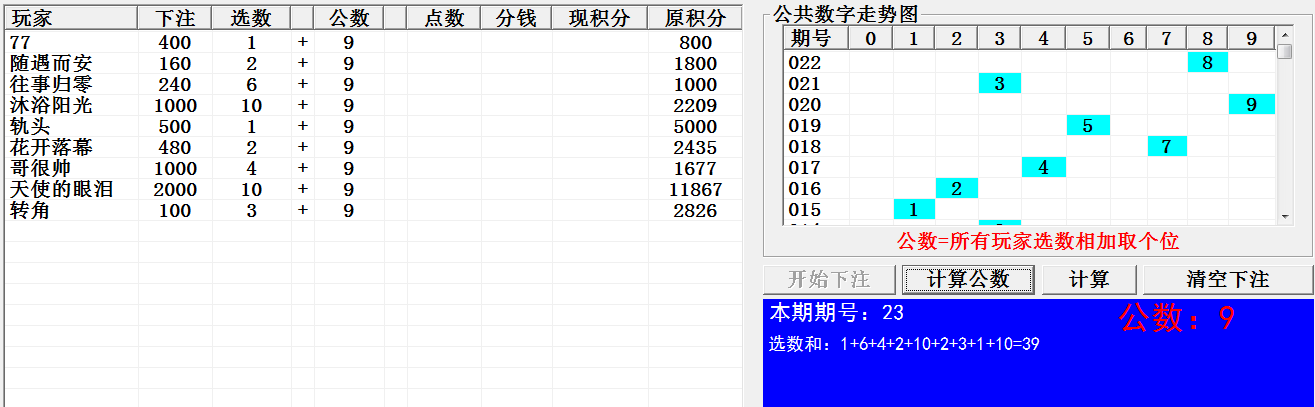 玩家 下注 选数 公数 点数 分钱 现积分 原积分
77 400 1 + 9 800
随遇而安 160 2 + 9 1800
往事归零 240 6 + 9 1000
沐浴阳光 1000 10 + 9 2209
轨头 500 1 + 9 5000
花开落幕 480 2 + 9 2435
哥很帅 1000 4 + 9 1677
天使的眼泪 2000 10 + 9 11867
转角 100 3 + 9 2826
公共数字走势图
期号 0 1 2 3 4 5 6 7 8 9
022 8
021 3
020 9
019 5
018 7
017 4
016 2
015 1
公数=所有玩家选数相加取个位
开始下注 计算公数 计算 清空下注
本期期号：23
公数：9
选数和：1+6+4+2+10+2+3+1+10=39